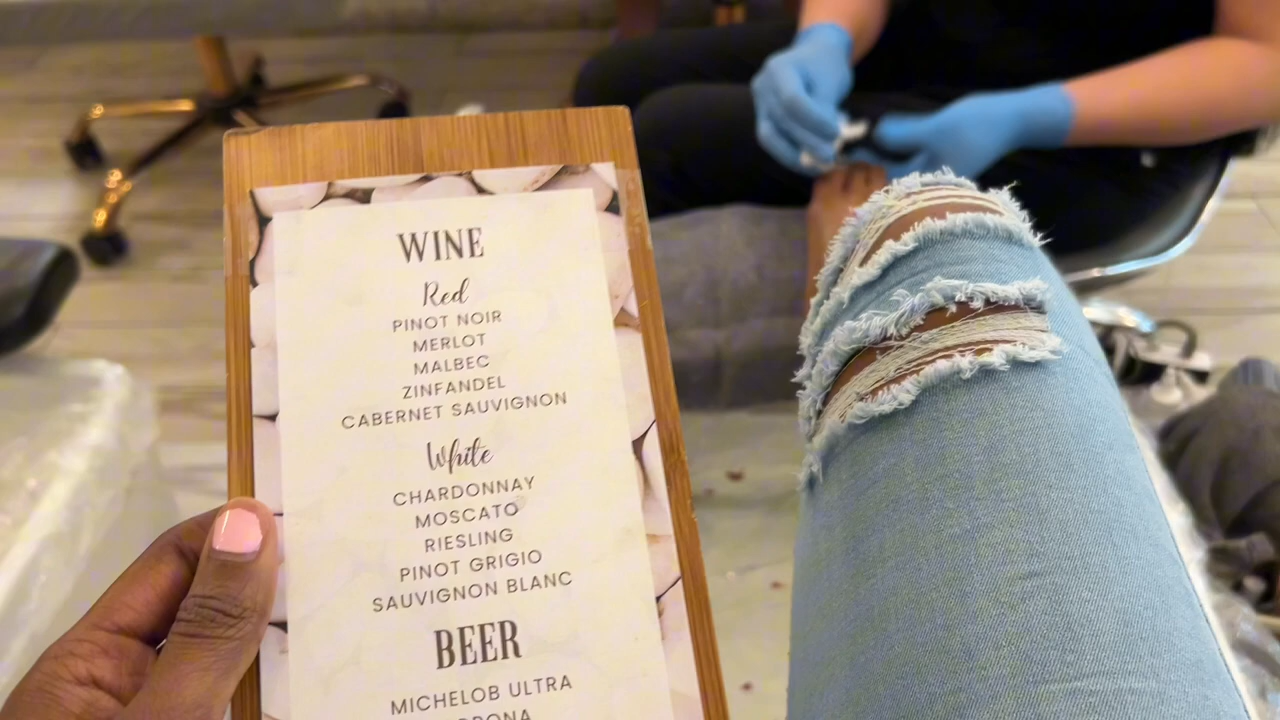 WINE
Red
PINOT NOIR
MERLOT
MALBEC
ZINFANDEL
CABERNET SAUVIGNON
White
CHARDONNAY
MOSCATO
RIESLING
PINOT GRIGIO
SAUVIGNON BLANC
BEER
MICHELOB ULTRA